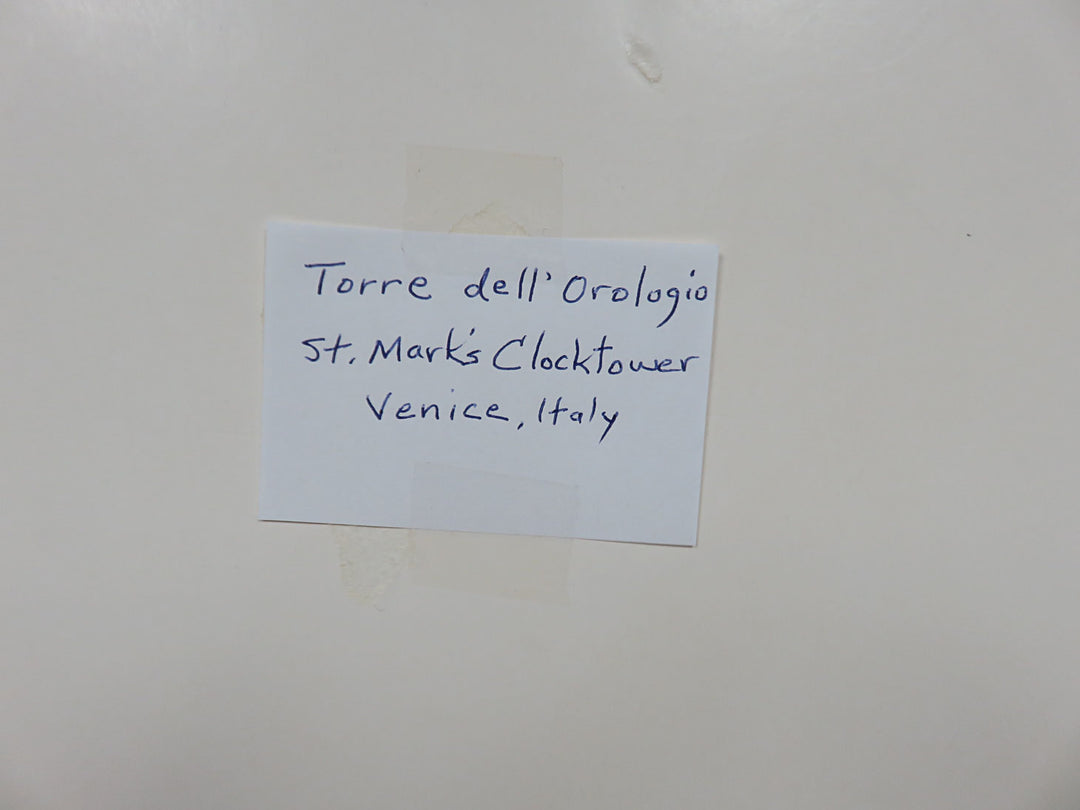 Torre dell' Orologio
St. Mark's Clocktower
Venice, Italy